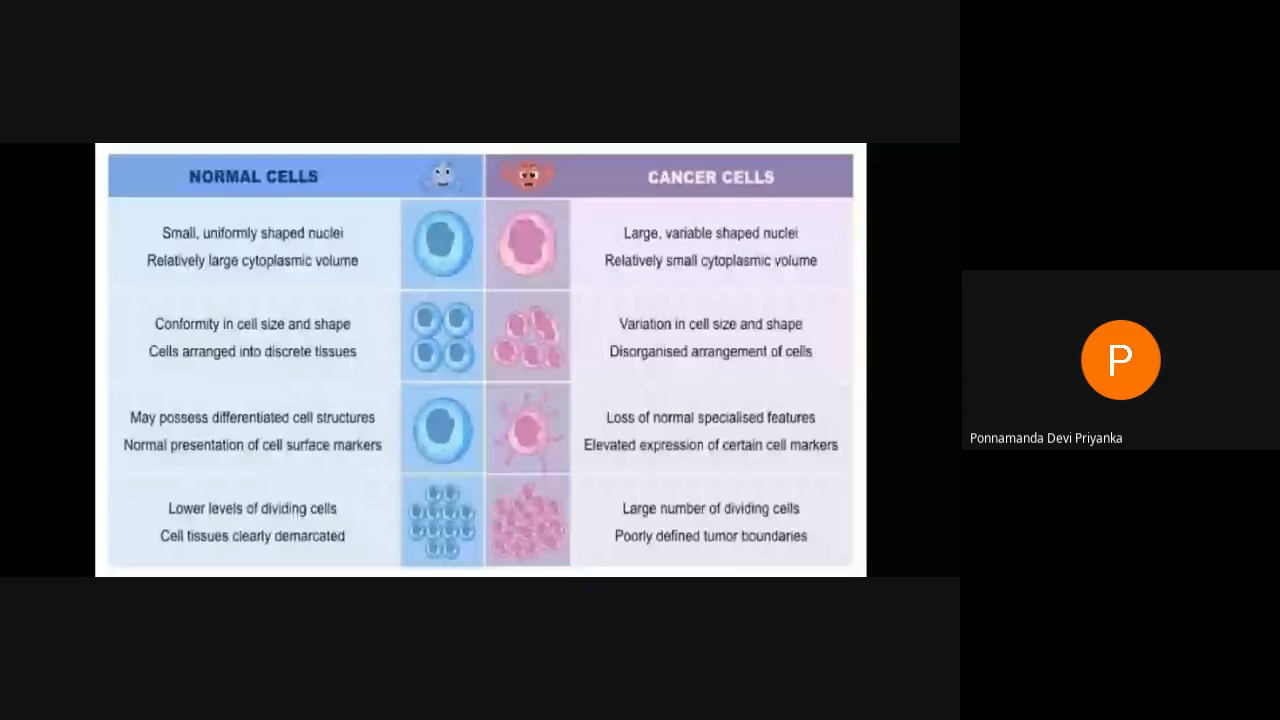 NORMAL CELLS
CANCER CELLS
Small, uniformly shaped nuclei
Relatively large cytoplasmic volume
Large, variable shaped nuclei
Relatively small cytoplasmic volume
Conformity in cell size and shape
Cells arranged into discrete tissues
Variation in cell size and shape
Disorganised arrangement of cells
May possess differentiated cell structures
Normal presentation of cell surface markers
Loss of normal specialised features
Elevated expression of certain cell markers
Lower levels of dividing cells
Cell tissues clearly demarcated
Large number of dividing cells
Poorly defined tumor boundaries
P
Ponnamanda Devi Priyanka